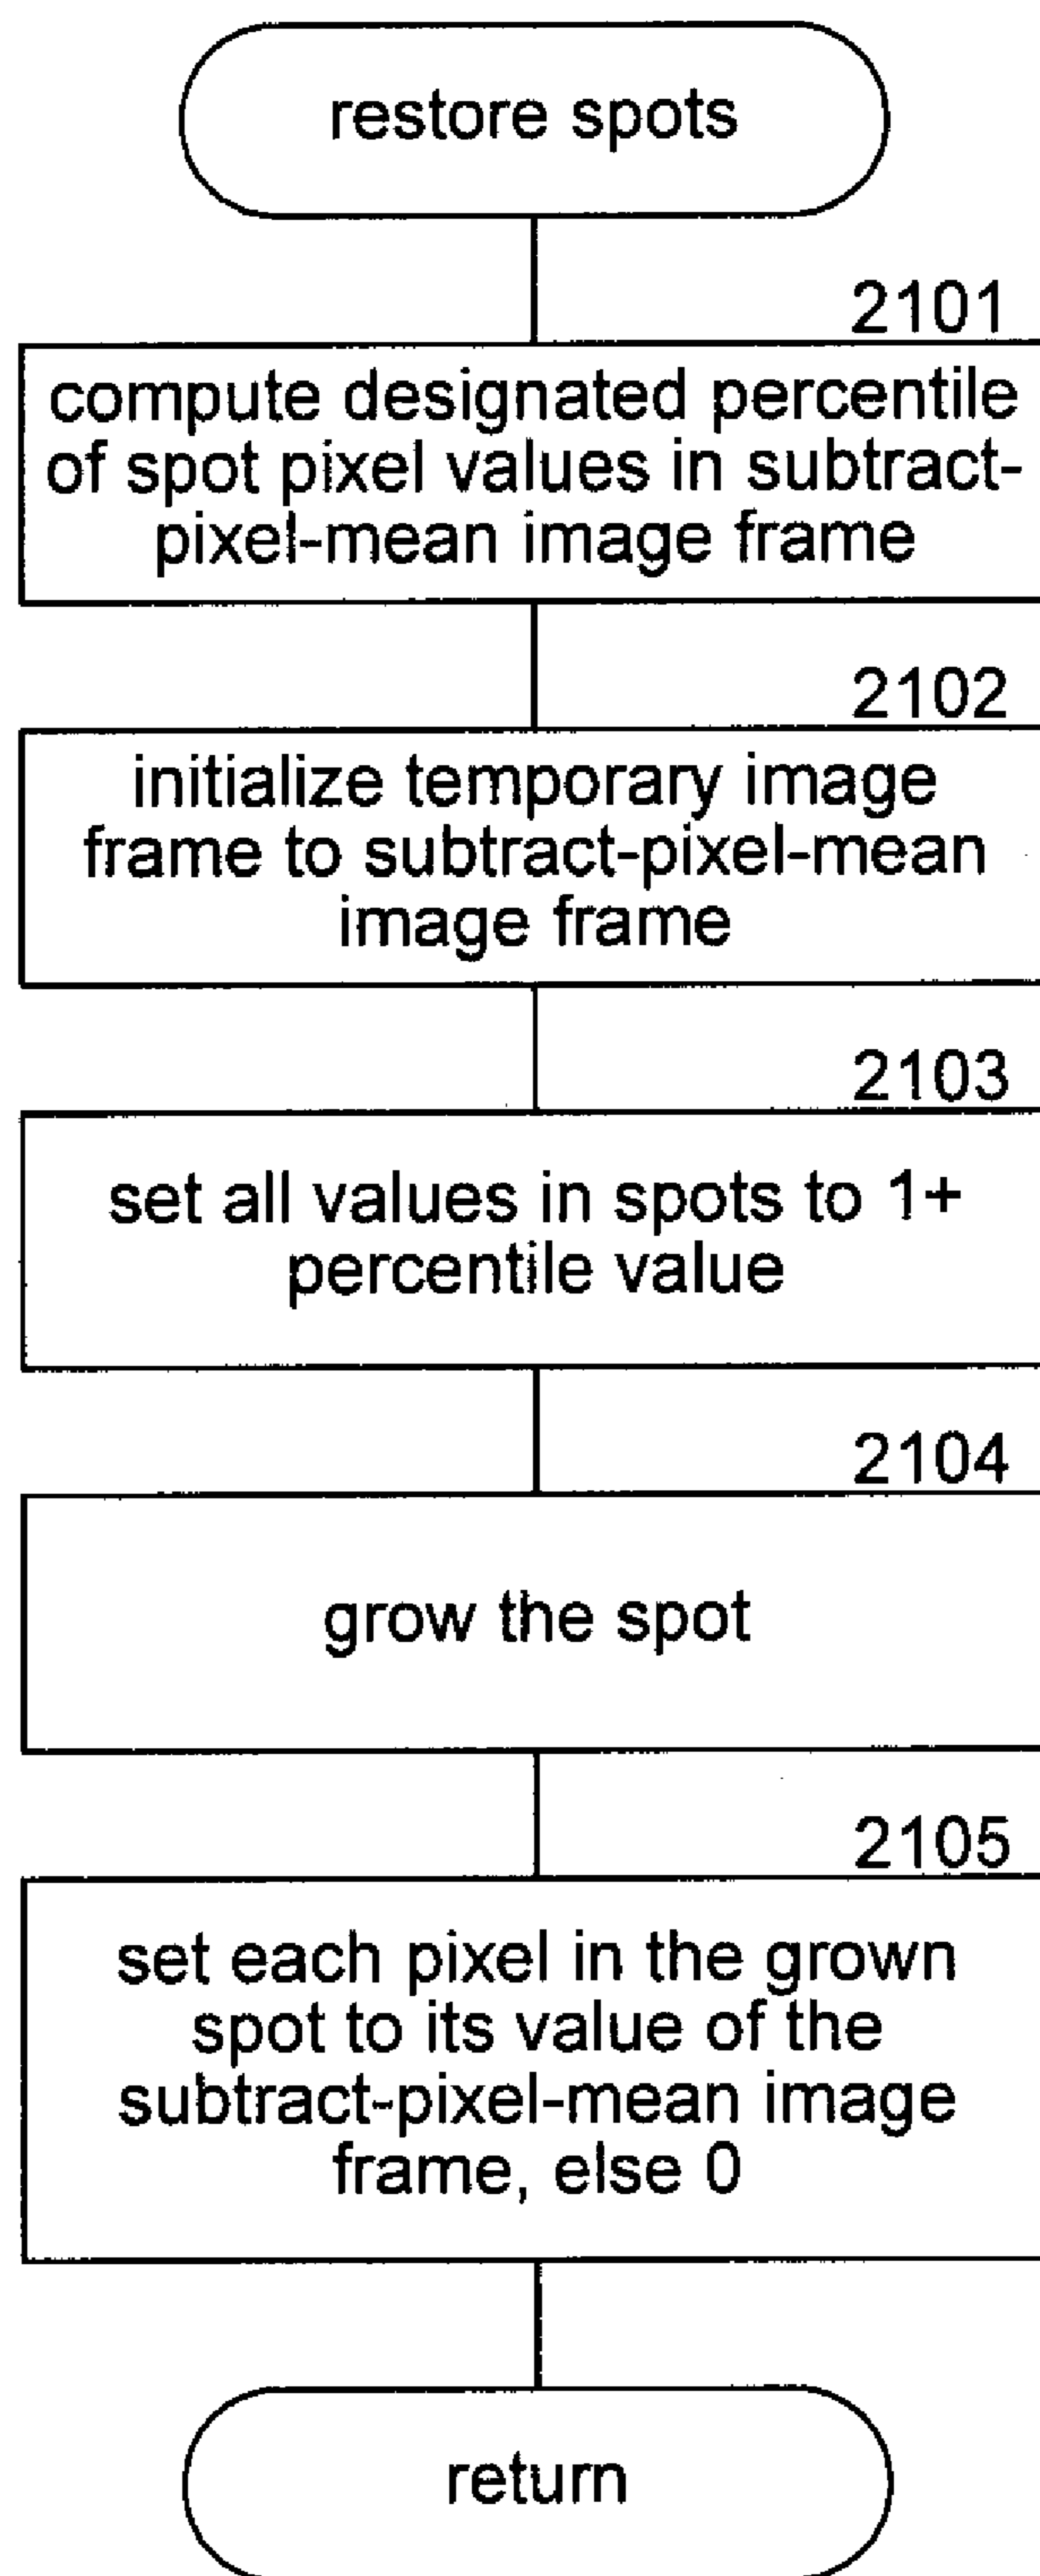 restore spots
2101
compute designated percentile
of spot pixel values in subtract-
pixel-mean image frame
2102
initialize temporary image
frame to subtract-pixel-mean
image frame
2103
set all values in spots to 1+
percentile value
2104
grow the spot
2105
set each pixel in the grown
spot to its value of the
subtract-pixel-mean image
frame, else 0
return